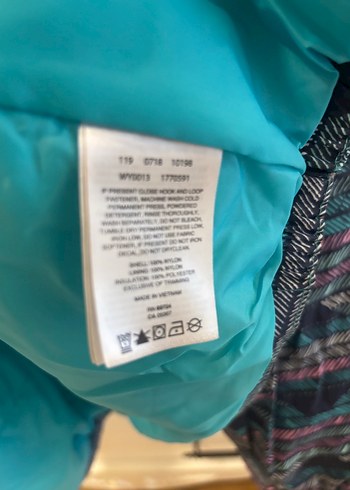 119 0718 10198
WY0013 1770591
IF PRESENT CLOSE HOOK AND LOOP
FASTENER, MACHINE WASH COLD
PERMANENT PRESS, POWDERED
DETERGENT, RINSE THOROUGHLY,
WASH SEPARATELY, DO NOT BLEACH,
TUMBLE DRY PERMANENT PRESS LOW,
IRON LOW, DO NOT USE FABRIC
SOFTENER, IF PRESENT DO NOT IRON
DECAL, DO NOT DRYCLEAN.
SHELL: 100% NYLON
LINING: 100% NYLON
INSULATION: 100% POLYESTER
EXCLUSIVE OF TRIMMING
MADE IN VIETNAM